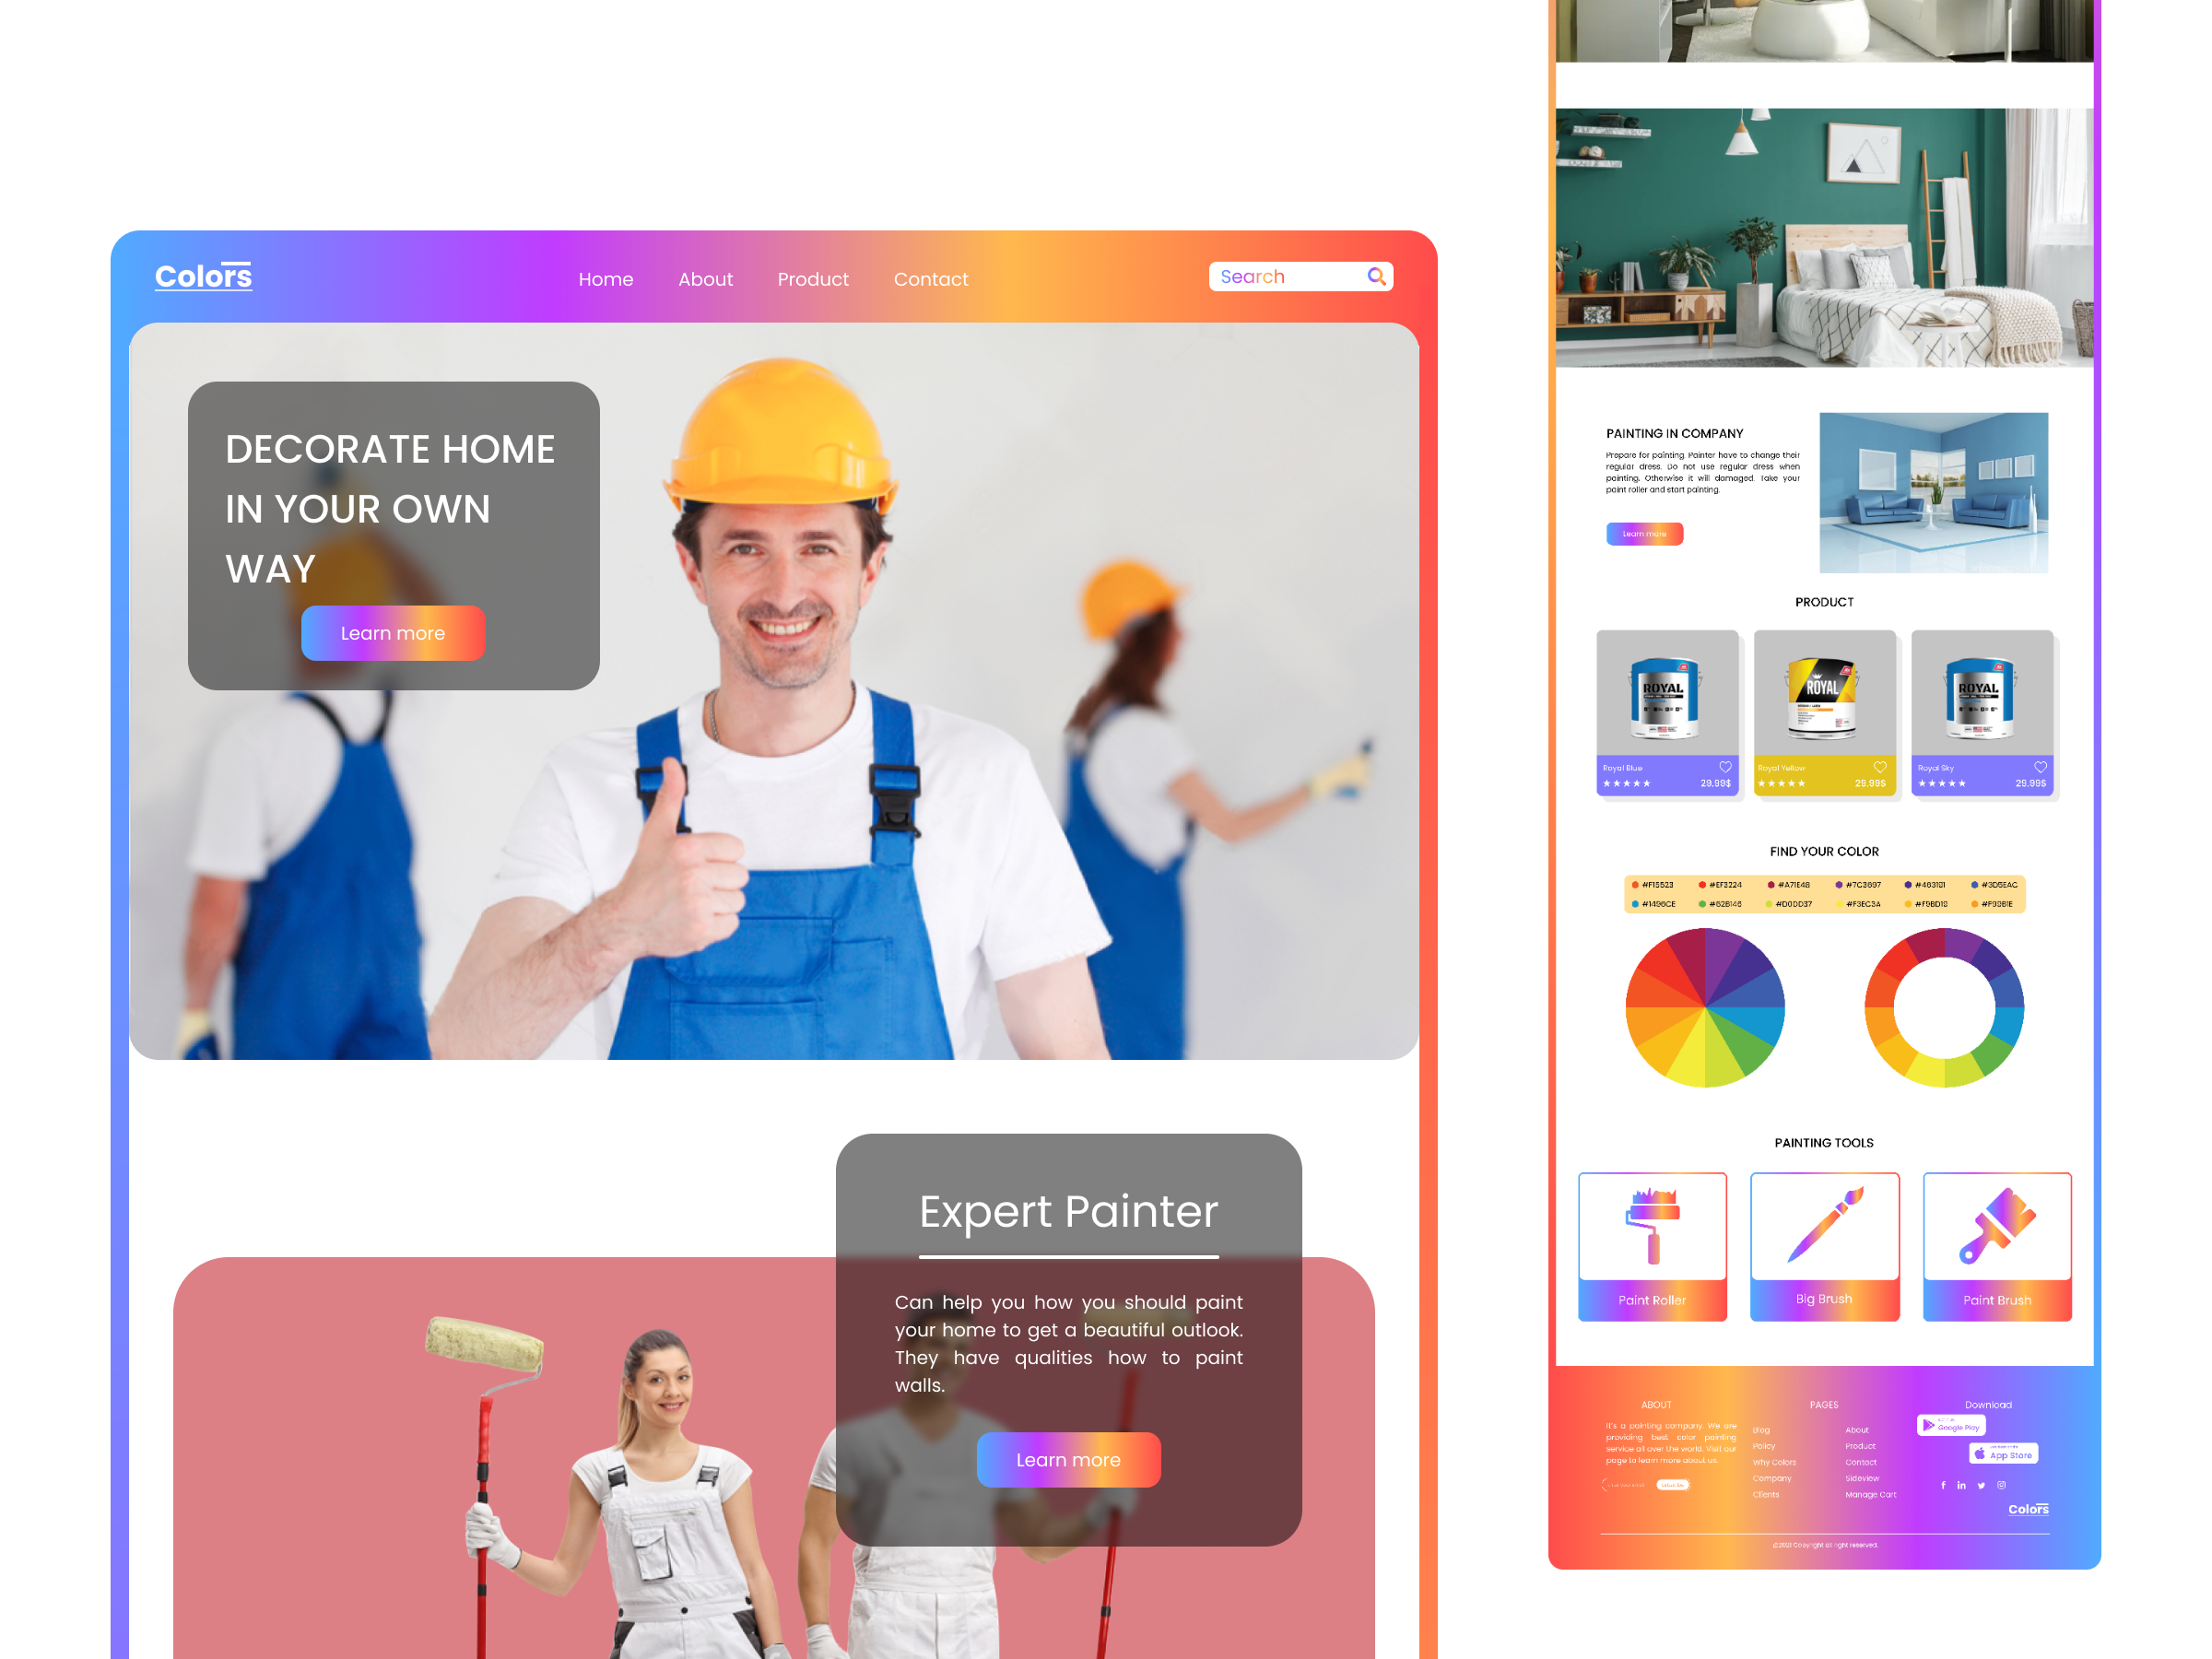 Colors
Home
About
Product
Contact
Search
DECORATE HOME
IN YOUR OWN
WAY
Learn more
Expert Painter
Can help you how you should paint
your home to get a beautiful outlook.
They have qualities how to paint
walls.
Learn more
PAINTING IN COMPANY
Prepare for painting. Painter have to change their
regular dress. Do not use regular dress when
painting. Otherwise it will damaged. Take your
paint roller and start painting.
Learn more
PRODUCT
ROYAL
ROYAL
ROYAL
Royal Blue
29.99$
Royal Yellow
29.99$
Royal Sky
29.99$
FIND YOUR COLOR
#F15523
#EF3224
#A71E4B
#7C3697
#3D5EAC
#1496CE
#62B146
#D0DD37
#F3EC3A
#F9BD1B
PAINTING TOOLS
Paint Roller
Big Brush
Paint Brush
ABOUT
It's a painting company. We are
providing best color painting
service all over the world. Visit our
page to learn more about us.
PAGES
Blog
Policy
Why Colors
Company
Clients
About
Product
Contact
Sideview
Manage Cart
Download
Google Play
App Store
Colors
©2021 Copyright all right reserved.